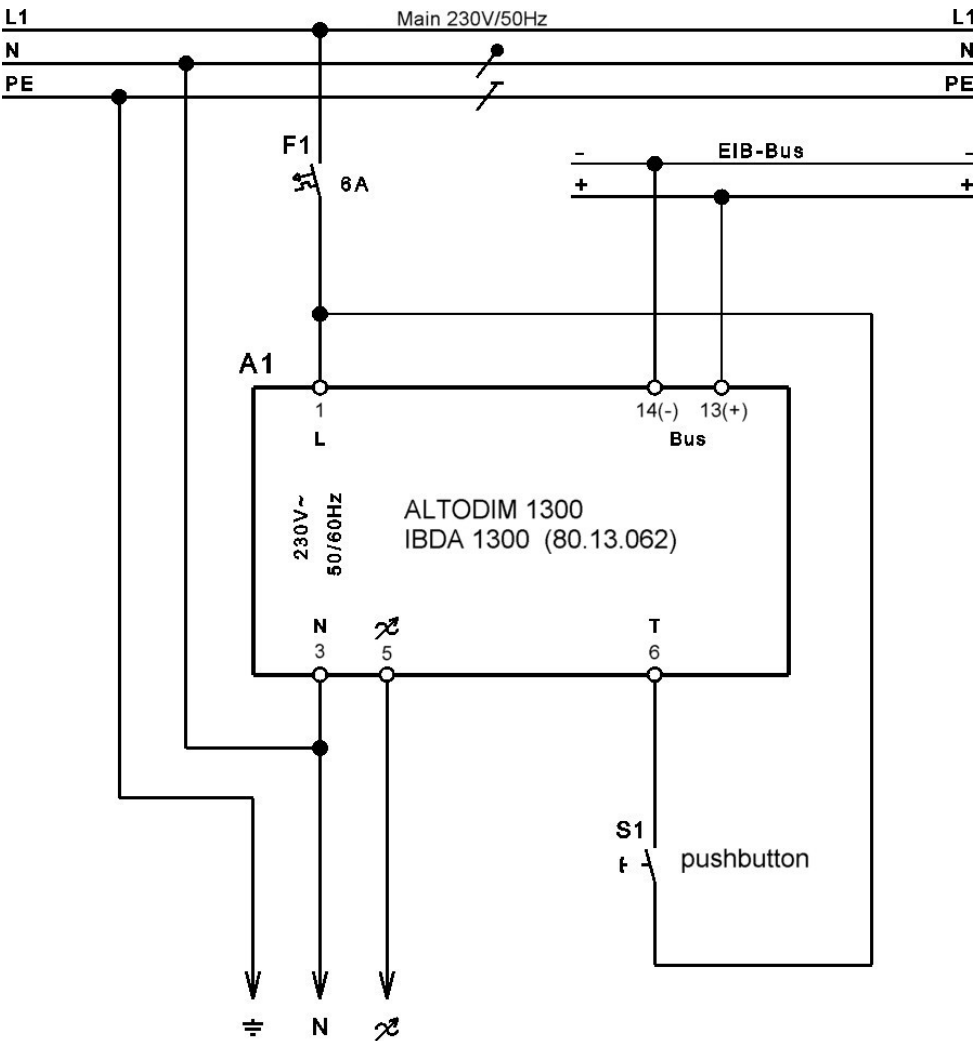 L1 Main 230V/50Hz L1
N N
PE PE
F1
6A
- EIB-Bus -
+ +
A1
1 14(-) 13(+)
L Bus
230V~
50/60Hz
ALTODIM 1300
IBDA 1300 (80.13.062)
N T
3 5 6
S1
pushbutton
N